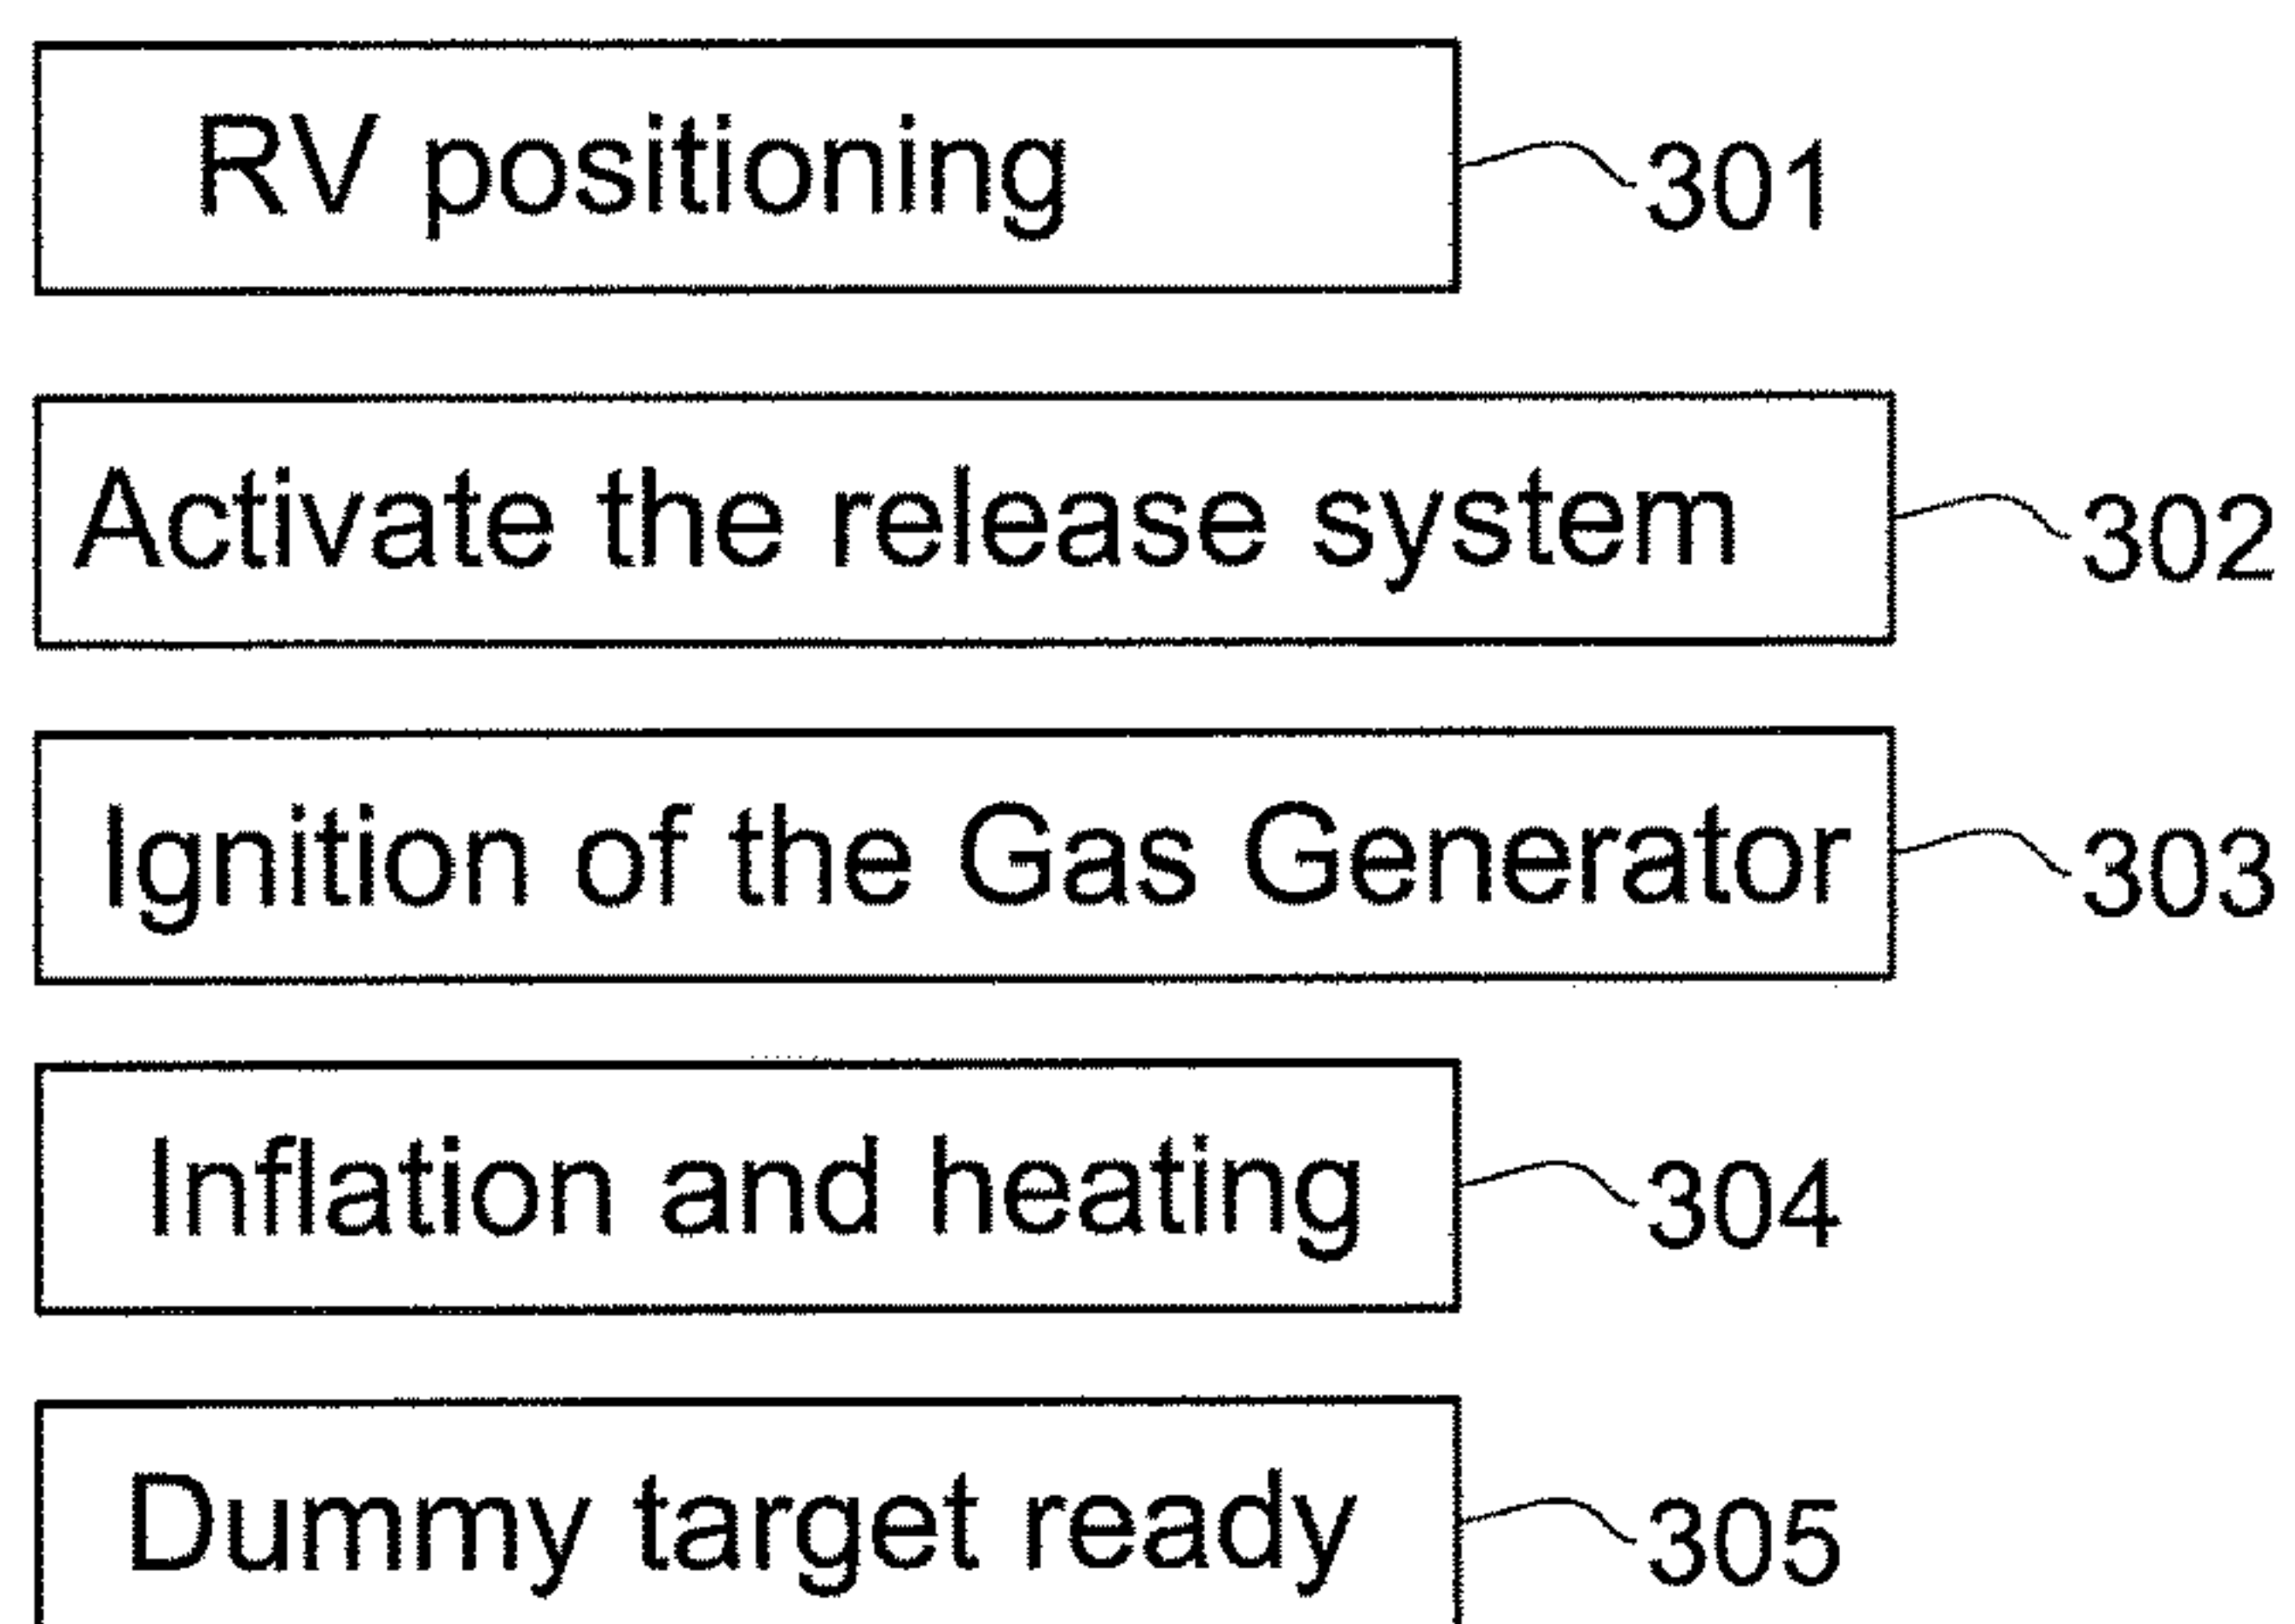 RV positioning 301
Activate the release system 302
Ignition of the Gas Generator 303
Inflation and heating 304
Dummy target ready 305